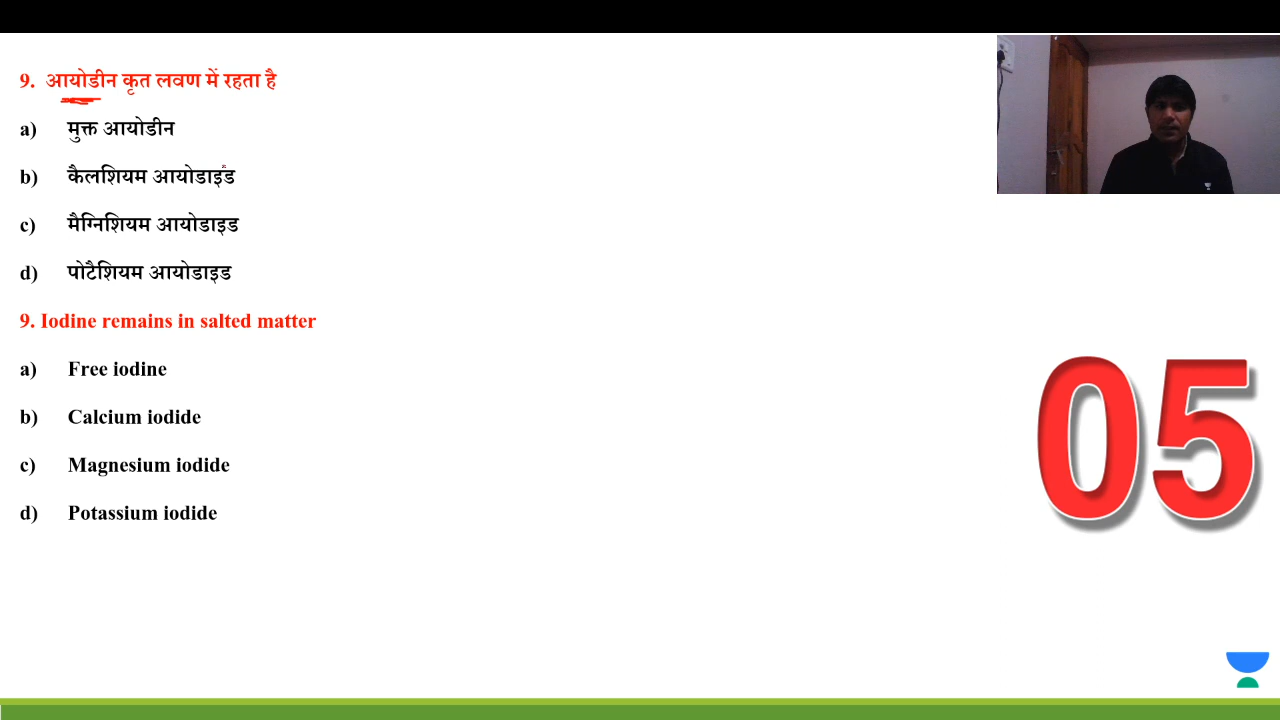 9. आयोडीन कृत लवण में रहता है
a) मुक्त आयोडीन
b) कैलशियम आयोडाइड
c) मैग्निशियम आयोडाइड
d) पोटैशियम आयोडाइड
9. Iodine remains in salted matter
a) Free iodine
b) Calcium iodide
c) Magnesium iodide
d) Potassium iodide
05